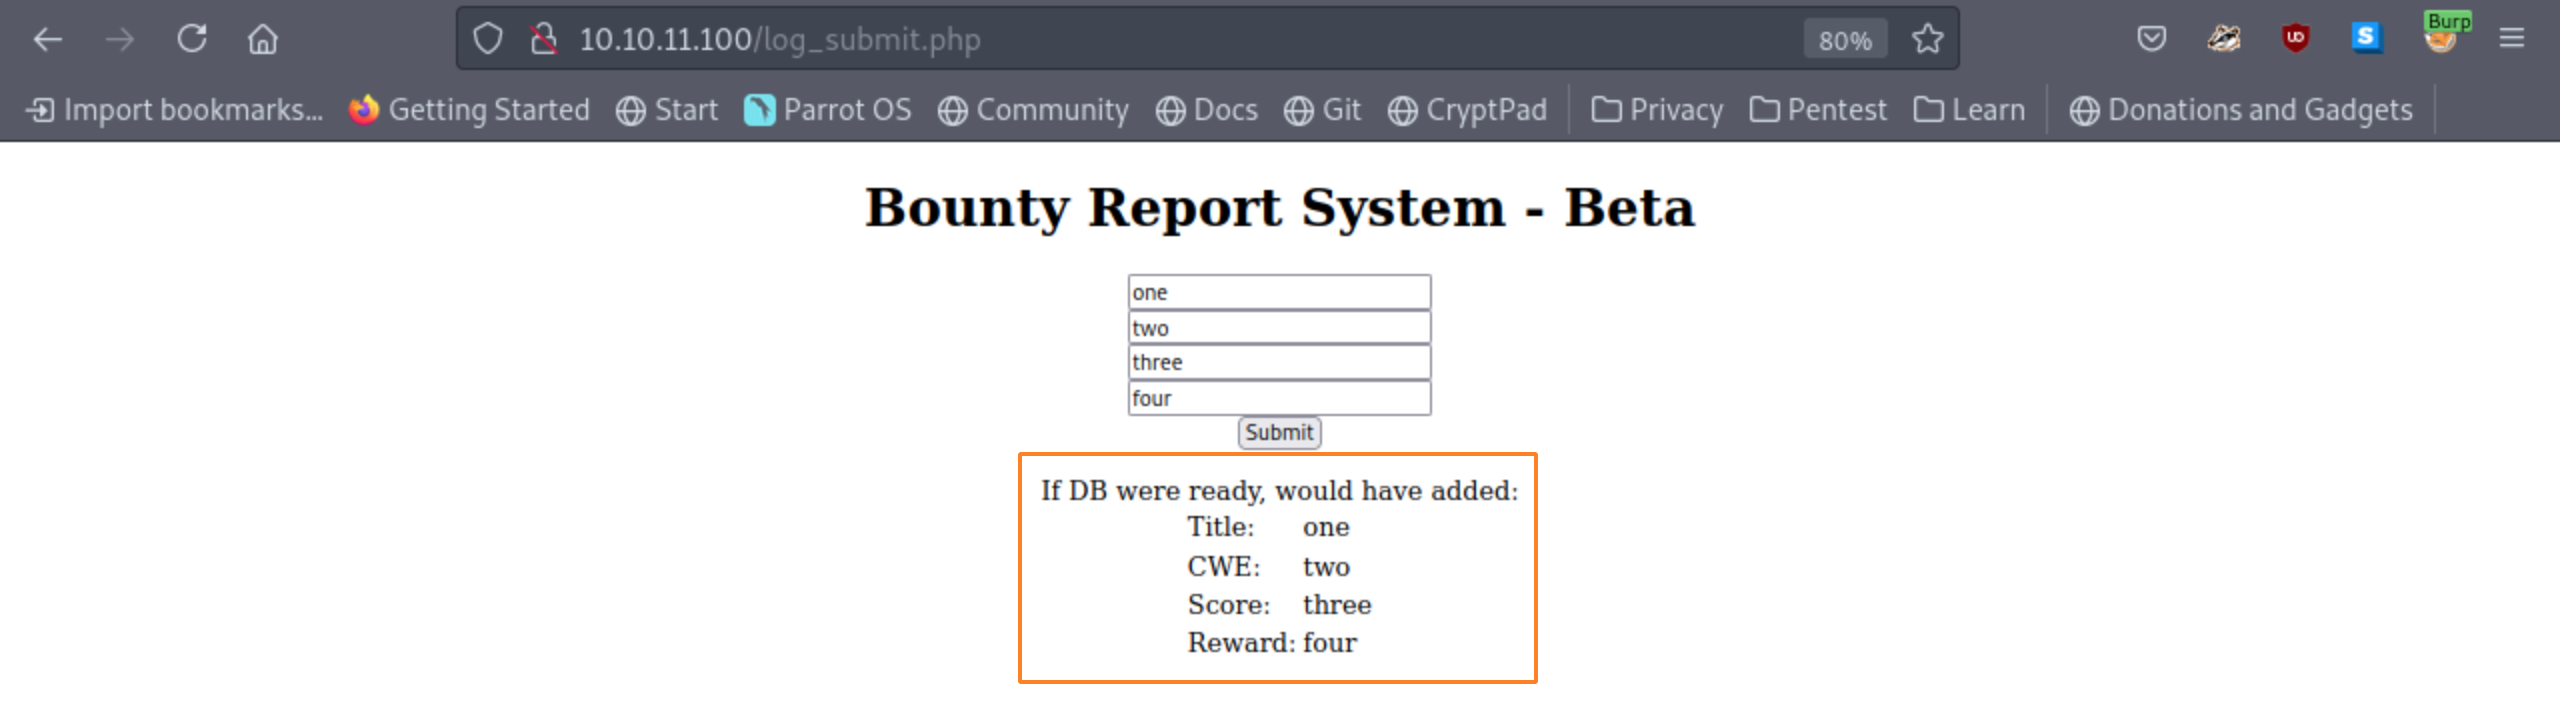 10.10.11.100/log_submit.php 80% Burp
Import bookmarks... Getting Started Start Parrot OS Community Docs Git CryptPad Privacy Pentest Learn Donations and Gadgets
Bounty Report System - Beta
one
two
three
four
Submit
If DB were ready, would have added:
Title: one
CWE: two
Score: three
Reward: four